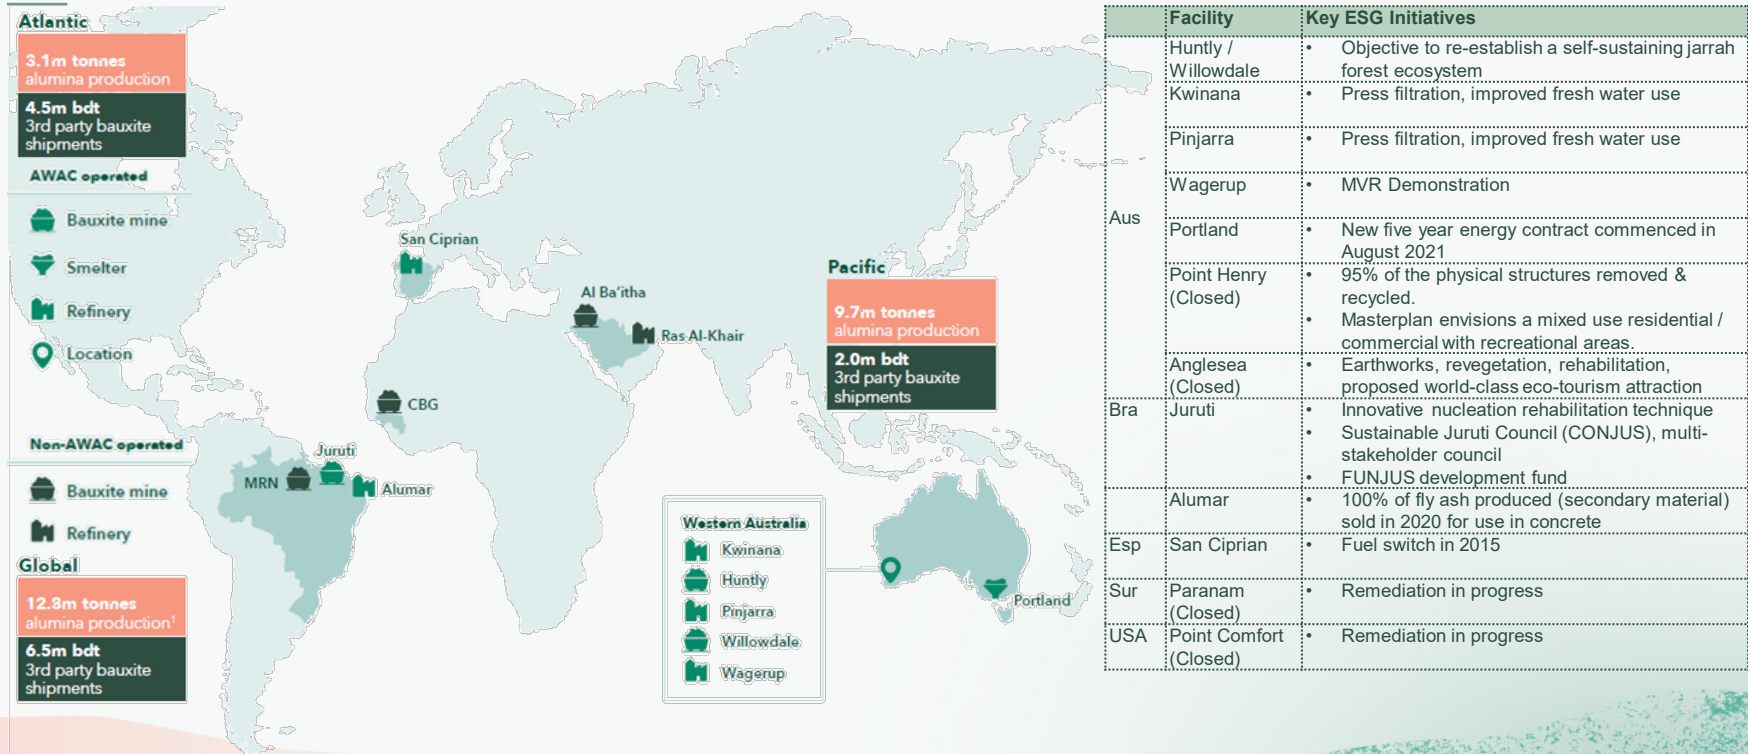 Atlantic
3.1m tonnes
alumina production
4.5m bdt
3rd party bauxite
shipments
AWAC operated
Bauxite mine
Smelter
Refinery
Location
Non-AWAC operated
Bauxite mine
Refinery
Global
12.8m tonnes
alumina production¹
6.5m bdt
3rd party bauxite
shipments
San Ciprian
Al Ba'itha
Ras Al-Khair
CBG
Juruti
MRN
Alumar
Pacific
9.7m tonnes
alumina production
2.0m bdt
3rd party bauxite
shipments
Western Australia
Kwinana
Huntly
Pinjarra
Willowdale
Wagerup
Portland
Facility Key ESG Initiatives
Aus
Huntly / • Objective to re-establish a self-sustaining jarrah
Willowdale forest ecosystem
Kwinana • Press filtration, improved fresh water use
Pinjarra • Press filtration, improved fresh water use
Wagerup • MVR Demonstration
Portland • New five year energy contract commenced in
August 2021
Point Henry • 95% of the physical structures removed &
(Closed) recycled.
• Masterplan envisions a mixed use residential /
commercial with recreational areas.
Anglesea • Earthworks, revegetation, rehabilitation,
(Closed) proposed world-class eco-tourism attraction
Bra Juruti • Innovative nucleation rehabilitation technique
• Sustainable Juruti Council (CONJUS), multi-
stakeholder council
• FUNJUS development fund
Alumar • 100% of fly ash produced (secondary material)
sold in 2020 for use in concrete
Esp San Ciprian • Fuel switch in 2015
Sur Paranam • Remediation in progress
(Closed)
USA Point Comfort • Remediation in progress
(Closed)